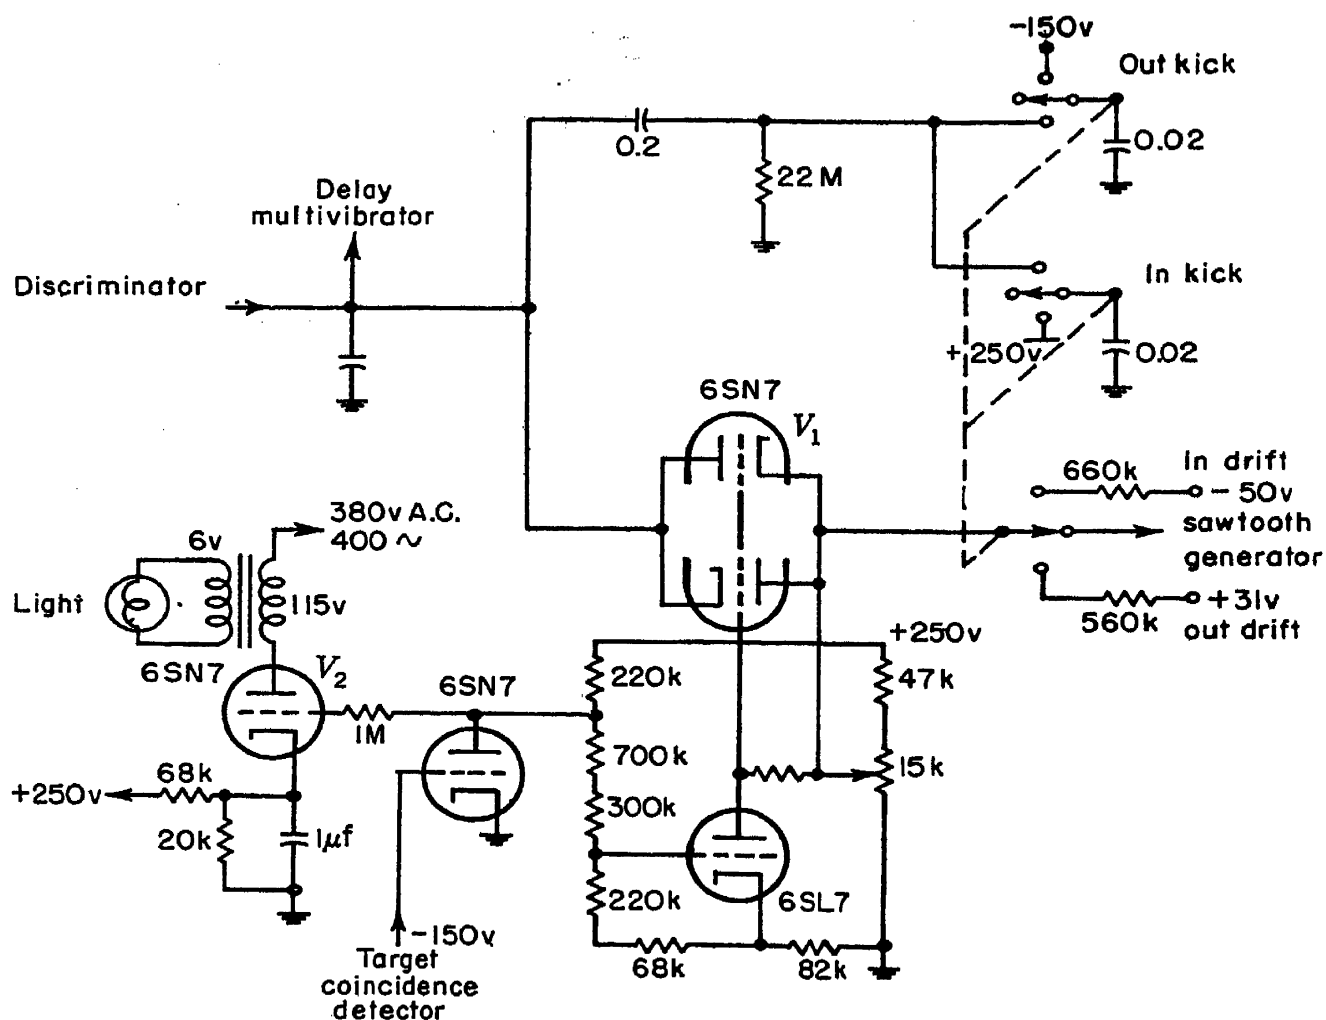 -150v
Out kick
0.02
0.2
22 M
Delay
multivibrator
Discriminator
In kick
+250v
0.02
6SN7
V1
660k
In drift
- 50v
sawtooth
generator
560k
+31v
out drift
380v A.C.
400 ~
6v
Light
115v
6SN7
V2
6SN7
+250v
220k
47k
1M
700k
15k
68k
+250v
300k
20k
1μf
220k
6SL7
-150v
68k
82k
Target
coincidence
detector